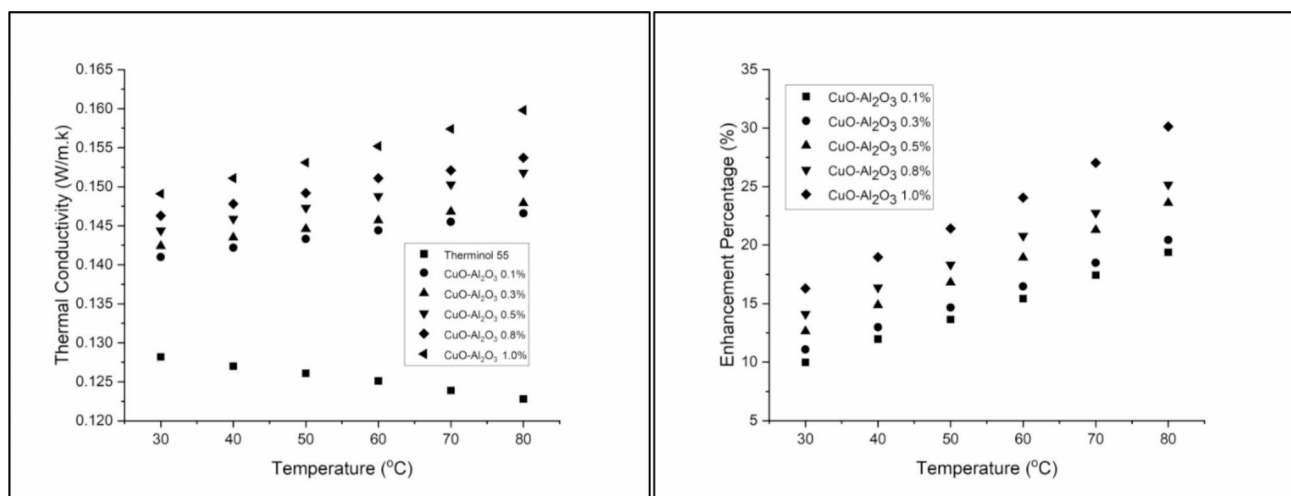 0.165
0.160
0.155
0.150
0.145
0.140
0.135
0.130
0.125
0.120
Thermal Conductivity (W/m.k)
Therminol 55
CuO-Al₂O₃ 0.1%
CuO-Al₂O₃ 0.3%
CuO-Al₂O₃ 0.5%
CuO-Al₂O₃ 0.8%
CuO-Al₂O₃ 1.0%
30 40 50 60 70 80
Temperature (°C)
35
30
25
20
15
10
5
Enhancement Percentage (%)
CuO-Al₂O₃ 0.1%
CuO-Al₂O₃ 0.3%
CuO-Al₂O₃ 0.5%
CuO-Al₂O₃ 0.8%
CuO-Al₂O₃ 1.0%
30 40 50 60 70 80
Temperature (°C)